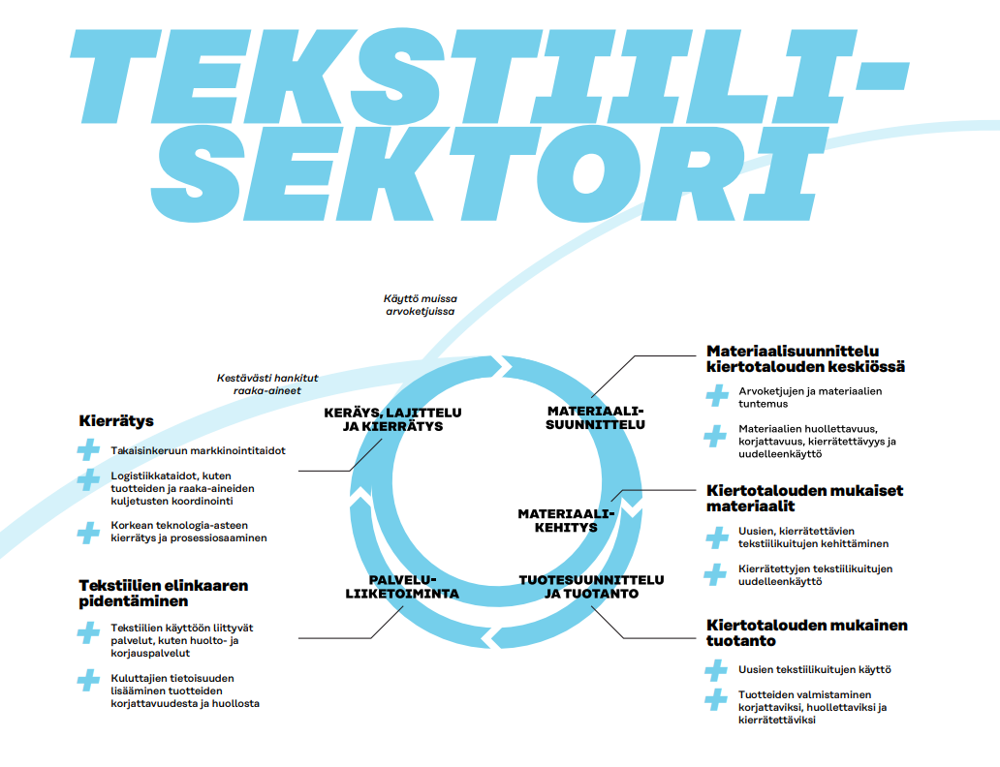 TEKSTIILI-
SEKTORI
Käyttö muissa
arvoketjuissa
Kestävästi hankitut
raaka-aineet
Kierrätys
Takaisinkeruun markkinointitaidot
Logistiikkataidot, kuten
tuotteiden ja raaka-aineiden
kuljetusten koordinointi
Korkean teknologia-asteen
kierrätys ja prosessiosaaminen
Tekstiilien elinkaaren
pidentäminen
Tekstiilien käyttöön liittyvät
palvelut, kuten huolto- ja
korjauspalvelut
Kuluttajien tietoisuuden
lisääminen tuotteiden
korjattavuudesta ja huollosta
KERÄYS, LAJITTELU
JA KIERRÄTYS
MATERIAALI-
SUUNNITTELU
MATERIAALI-
KEHITYS
PALVELU-
LIIKETOIMINTA
TUOTESUUNNITTELU
JA TUOTANTO
Materiaalisuunnittelu
kiertotalouden keskiössä
Arvoketjujen ja materiaalien
tuntemus
Materiaalien huollettavuus,
korjattavuus, kierrätettävyys ja
uudelleenkäyttö
Kiertotalouden mukaiset
materiaalit
Uusien, kierrätettävien
tekstiilikuitujen kehittäminen
Kierrätettyjen tekstiilikuitujen
uudelleenkäyttö
Kiertotalouden mukainen
tuotanto
Uusien tekstiilikuitujen käyttö
Tuotteiden valmistaminen
korjattaviksi, huollettaviksi ja
kierrätettäviksi